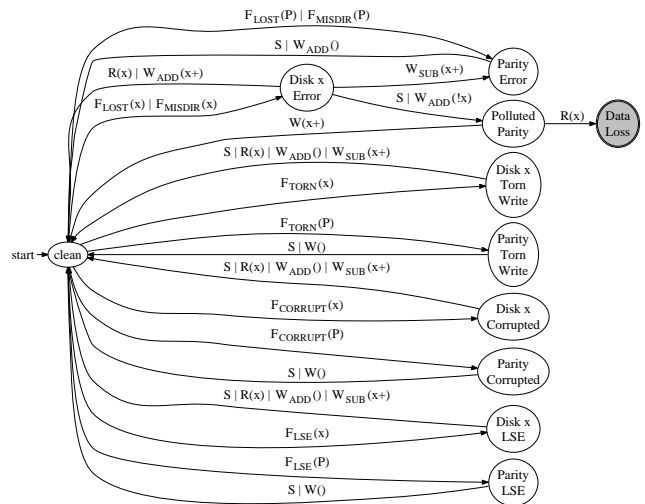 F_LOST(P) | F_MISDIR(P)
S | W_ADD()
Parity
Error
R(x) | W_ADD(x+)
Disk x
Error
W_SUB(x+)
F_LOST(x) | F_MISDIR(x)
S | W_ADD(!x)
W(x+)
Polluted
Parity
R(x)
Data
Loss
S | R(x) | W_ADD() | W_SUB(x+)
Disk x
Torn
Write
F_TORN(x)
F_TORN(P)
Parity
Torn
Write
S | W()
start
clean
S | R(x) | W_ADD() | W_SUB(x+)
Disk x
Corrupted
F_CORRUPT(x)
F_CORRUPT(P)
Parity
Corrupted
S | W()
S | R(x) | W_ADD() | W_SUB(x+)
Disk x
LSE
F_LSE(x)
F_LSE(P)
Parity
LSE
S | W()